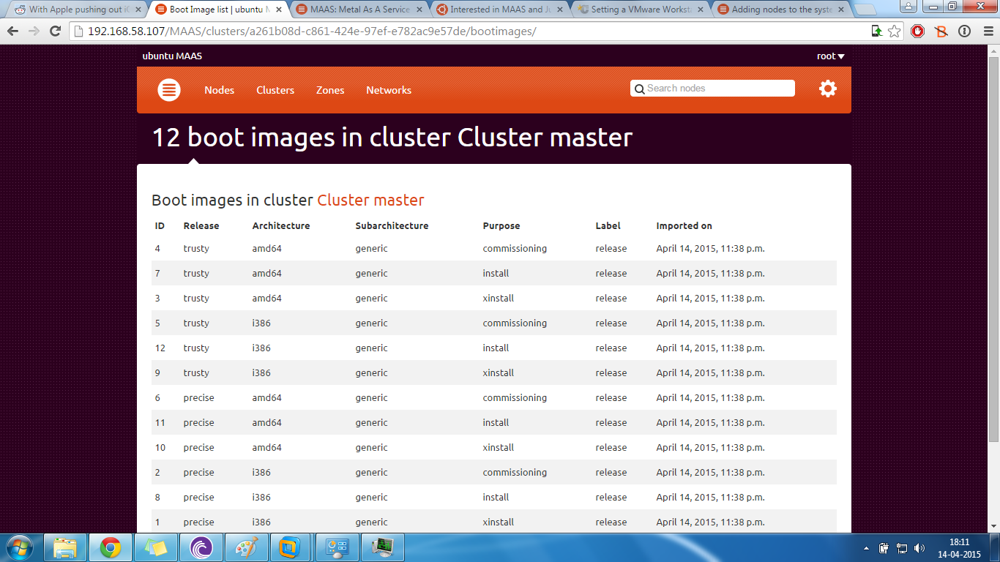 With Apple pushing out iC
Boot Image list | ubuntu M
MAAS: Metal As A Service
Interested in MAAS and Ju
Setting a VMware Workst
Adding nodes to the syste
192.168.58.107/MAAS/clusters/a261b08d-c861-424e-97ef-e782ac9e57de/bootimages/
ubuntu MAAS root
Nodes Clusters Zones Networks Search nodes
12 boot images in cluster Cluster master
Boot images in cluster Cluster master
ID Release Architecture Subarchitecture Purpose Label Imported on
4 trusty amd64 generic commissioning release April 14, 2015, 11:38 p.m.
7 trusty amd64 generic install release April 14, 2015, 11:38 p.m.
3 trusty amd64 generic xinstall release April 14, 2015, 11:38 p.m.
5 trusty i386 generic commissioning release April 14, 2015, 11:38 p.m.
12 trusty i386 generic install release April 14, 2015, 11:38 p.m.
9 trusty i386 generic xinstall release April 14, 2015, 11:38 p.m.
6 precise amd64 generic commissioning release April 14, 2015, 11:38 p.m.
11 precise amd64 generic install release April 14, 2015, 11:38 p.m.
10 precise amd64 generic xinstall release April 14, 2015, 11:38 p.m.
2 precise i386 generic commissioning release April 14, 2015, 11:38 p.m.
8 precise i386 generic install release April 14, 2015, 11:38 p.m.
1 precise i386 generic xinstall release April 14, 2015, 11:38 p.m.
18:11
14-04-2015